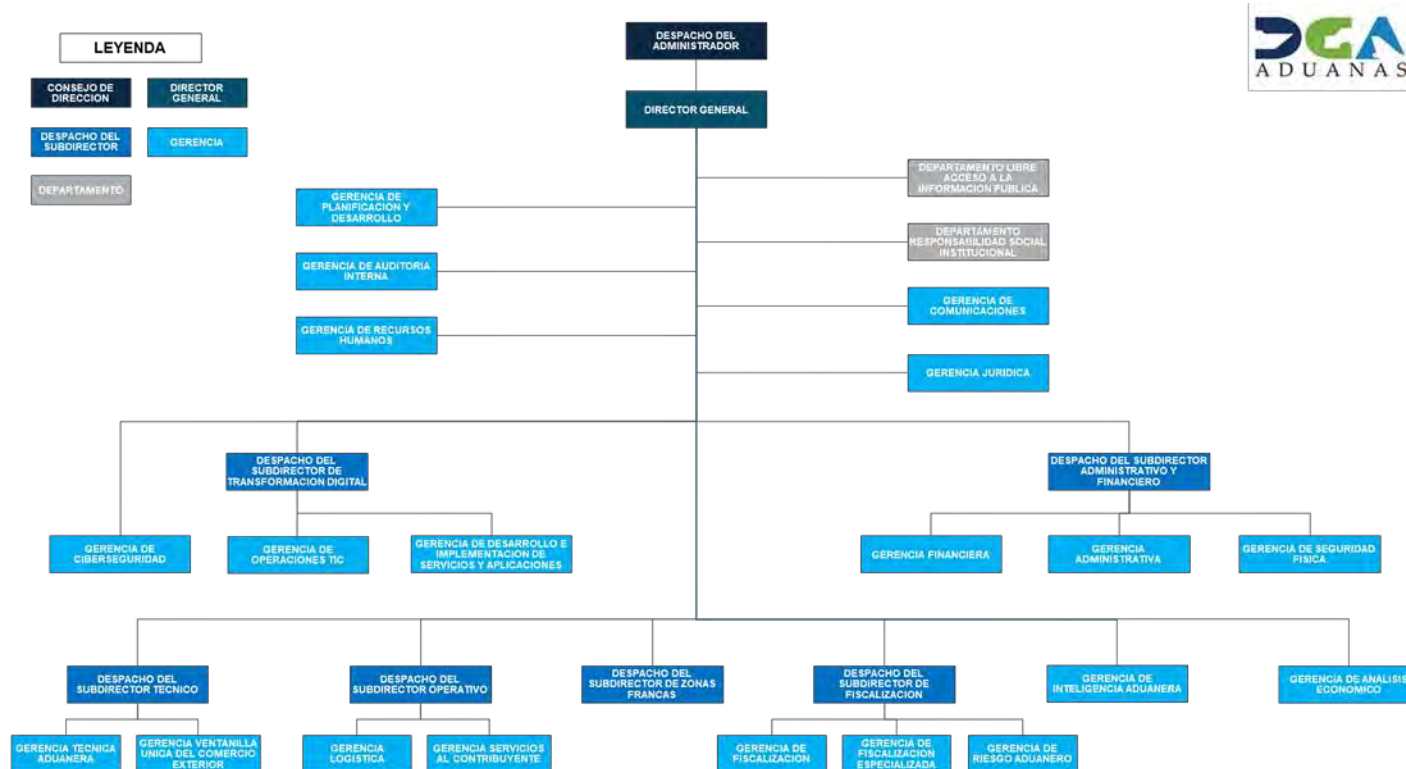 LEYENDA
CONSEJO DE
DIRECCION
DIRECTOR
GENERAL
DESPACHO DEL
SUBDIRECTOR
GERENCIA
DEPARTAMENTO
DESPACHO DEL
ADMINISTRADOR
DIRECTOR GENERAL
DGA
ADUANAS
GERENCIA DE
PLANIFICACION Y
DESARROLLO
GERENCIA DE AUDITORIA
INTERNA
GERENCIA DE RECURSOS
HUMANOS
DEPARTAMENTO LIBRE
ACCESO A LA
INFORMACION PUBLICA
DEPARTAMENTO
RESPONSABILIDAD SOCIAL
INSTITUCIONAL
GERENCIA DE
COMUNICACIONES
GERENCIA JURIDICA
DESPACHO DEL
SUBDIRECTOR DE
TRANSFORMACION DIGITAL
DESPACHO DEL SUBDIRECTOR
ADMINISTRATIVO Y
FINANCIERO
GERENCIA DE
CIBERSEGURIDAD
GERENCIA DE
OPERACIONES TIC
GERENCIA DE DESARROLLO E
IMPLEMENTACION DE
SERVICIOS Y APLICACIONES
GERENCIA FINANCIERA
GERENCIA
ADMINISTRATIVA
GERENCIA DE SEGURIDAD
FISICA
DESPACHO DEL
SUBDIRECTOR TECNICO
DESPACHO DEL
SUBDIRECTOR OPERATIVO
DESPACHO DEL
SUBDIRECTOR DE ZONAS
FRANCAS
DESPACHO DEL
SUBDIRECTOR DE
FISCALIZACION
GERENCIA DE
INTELIGENCIA ADUANERA
GERENCIA DE ANALISIS
ECONOMICO
GERENCIA TECNICA
ADUANERA
GERENCIA VENTANILLA
UNICA DEL COMERCIO
EXTERIOR
GERENCIA
LOGISTICA
GERENCIA SERVICIOS
AL CONTRIBUYENTE
GERENCIA DE
FISCALIZACION
GERENCIA DE
FISCALIZACION
ESPECIALIZADA
GERENCIA DE
RIESGO ADUANERO